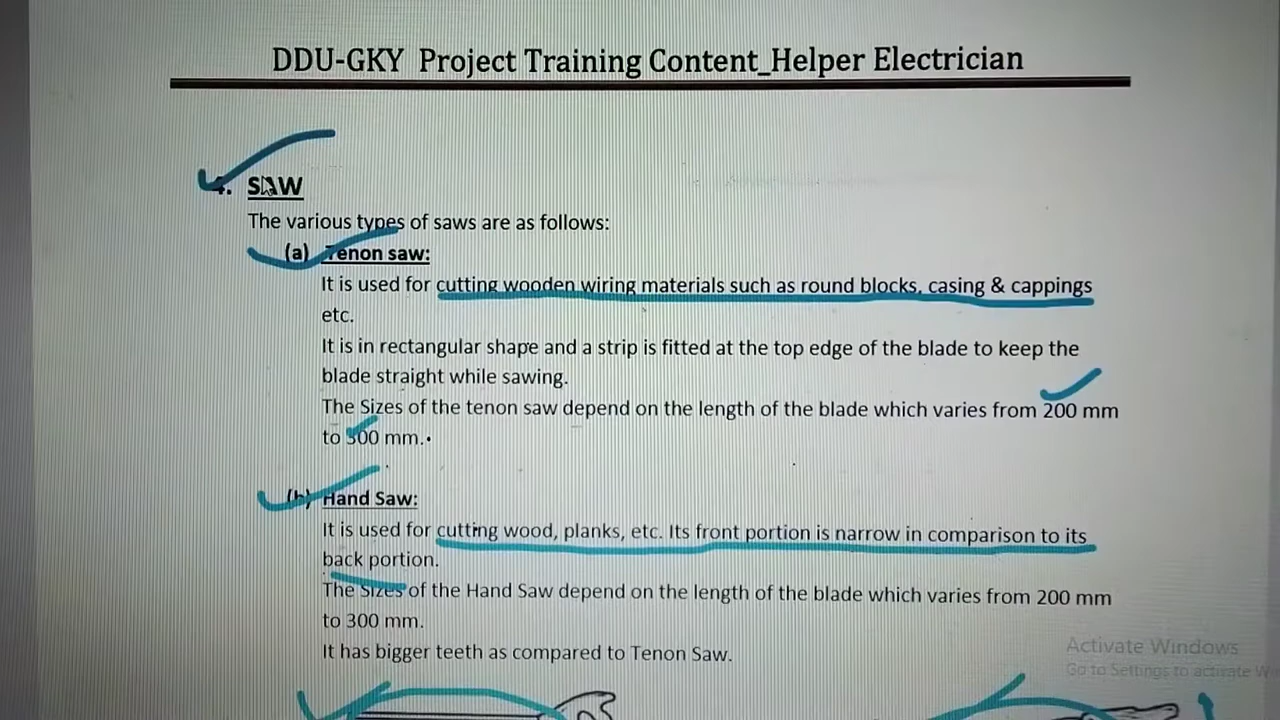 DDU-GKY Project Training Content_Helper Electrician
4. SAW
The various types of saws are as follows:
(a) Tenon saw:
It is used for cutting wooden wiring materials such as round blocks, casing & cappings
etc.
It is in rectangular shape and a strip is fitted at the top edge of the blade to keep the
blade straight while sawing.
The Sizes of the tenon saw depend on the length of the blade which varies from 200 mm
to 300 mm.
(b) Hand Saw:
It is used for cutting wood, planks, etc. Its front portion is narrow in comparison to its
back portion.
The Sizes of the Hand Saw depend on the length of the blade which varies from 200 mm
to 300 mm.
It has bigger teeth as compared to Tenon Saw.
Activate Windows
Go to Settings to activate